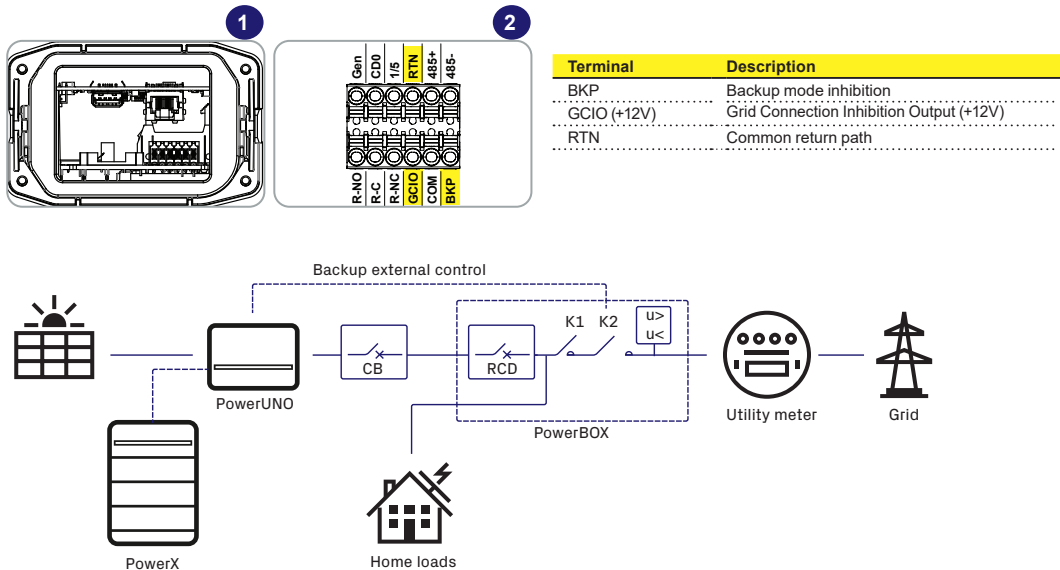 1
2
Gen
CD0
1/5
RTN
485+
485-
R-NO
R-C
R-NC
GCIO
COM
BKP
Terminal Description
BKP Backup mode inhibition
GCIO (+12V) Grid Connection Inhibition Output (+12V)
RTN Common return path
Backup external control
K1 K2
u>
u<
CB
RCD
PowerUNO
PowerBOX
Utility meter
Grid
PowerX
Home loads